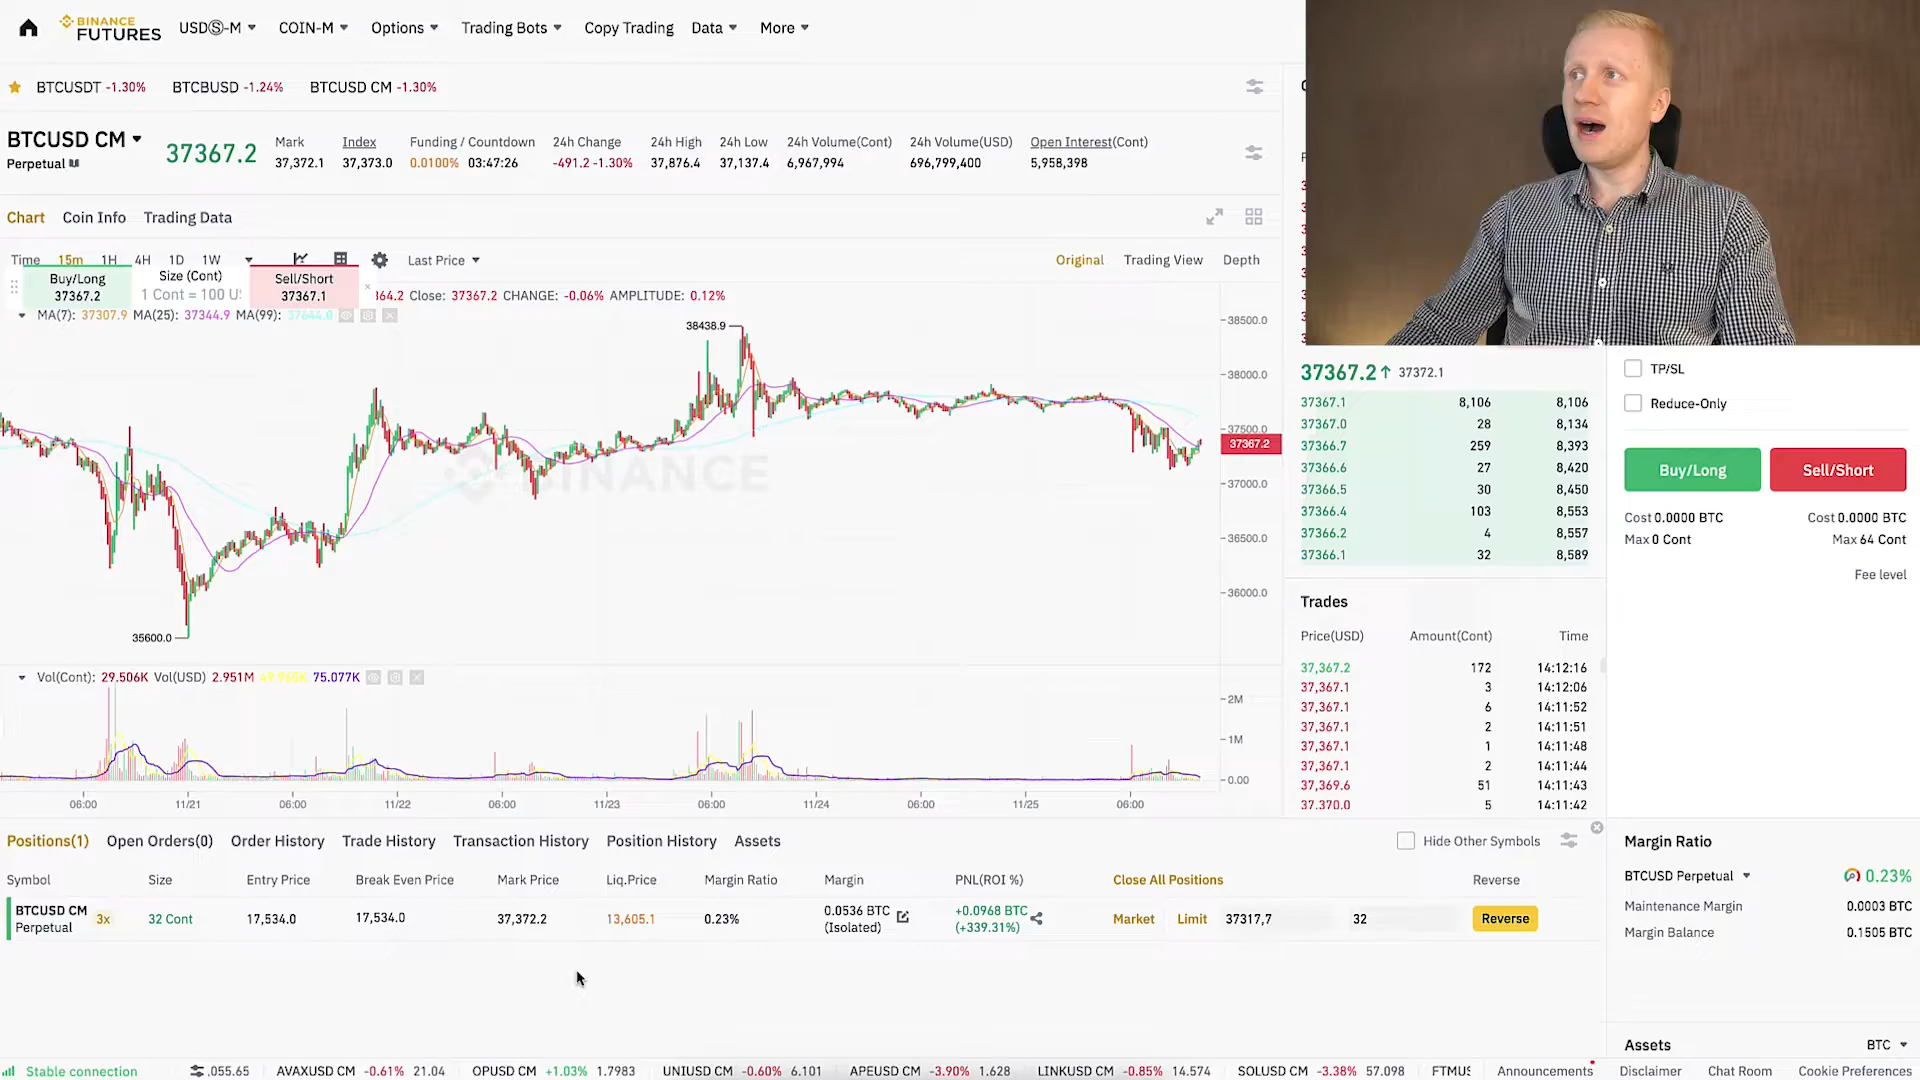 BINANCE FUTURES USDⓈ-M COIN-M Options Trading Bots Copy Trading Data More
BTCUSDT -1.30% BTCBUSD -1.24% BTCUSD CM -1.30%
BTCUSD CM
Perpetual
37367.2
Mark Index Funding / Countdown 24h Change 24h High 24h Low 24h Volume(Cont) 24h Volume(USD) Open Interest(Cont)
37,372.1 37,373.0 0.0100% 03:47:26 -491.2 -1.30% 37,876.4 37,137.4 6,967,994 696,799,400 5,958,398
Chart Coin Info Trading Data
Time 15m 1H 4H 1D 1W Last Price Original Trading View Depth
Buy/Long Size (Cont) Sell/Short
37367.2 1 Cont = 100 37367.1
64.2 Close: 37367.2 CHANGE: -0.06% AMPLITUDE: 0.12%
MA(7): 37307.9 MA(25): 37344.9 MA(99): 37644.0
38438.9
35600.0
BINANCE
38500.0
38000.0
37500.0
37367.2
37000.0
36500.0
36000.0
Vol(Cont): 29.506K Vol(USD) 2.951M 75.077K
2M
1M
0.00
06:00 11/21 06:00 11/22 06:00 11/23 06:00 11/24 06:00 11/25 06:00
37367.2↑ 37372.1
37367.1 8,106 8,106
37367.0 28 8,134
37366.7 259 8,393
37366.6 27 8,420
37366.5 30 8,450
37366.4 103 8,553
37366.2 4 8,557
37366.1 32 8,589
Trades
Price(USD) Amount(Cont) Time
37,367.2 172 14:12:16
37,367.1 3 14:12:06
37,367.1 6 14:11:52
37,367.1 2 14:11:51
37,367.1 1 14:11:48
37,367.1 2 14:11:44
37,369.6 51 14:11:43
37,370.0 5 14:11:42
TP/SL
Reduce-Only
Buy/Long Sell/Short
Cost 0.0000 BTC Cost 0.0000 BTC
Max 0 Cont Max 64 Cont
Fee level
Positions(1) Open Orders(0) Order History Trade History Transaction History Position History Assets Hide Other Symbols
Symbol Size Entry Price Break Even Price Mark Price Liq.Price Margin Ratio Margin PNL(ROI %) Close All Positions Reverse
BTCUSD CM
Perpetual
3x 32 Cont 17,534.0 17,534.0 37,372.2 13,605.1 0.23% 0.0536 BTC
(Isolated)
+0.0968 BTC
(+339.31%)
Market Limit 37317,7 32 Reverse
Margin Ratio
BTCUSD Perpetual 0.23%
Maintenance Margin 0.0003 BTC
Margin Balance 0.1505 BTC
Assets BTC
Stable connection ,055.65 AVAXUSD CM -0.61% 21.04 OPUSD CM +1.03% 1.7983 UNIUSD CM -0.60% 6.101 APEUSD CM -3.90% 1.628 LINKUSD CM -0.85% 14.574 SOLUSD CM -3.38% 57.098 FTMUS Announcements Disclaimer Chat Room Cookie Preferences